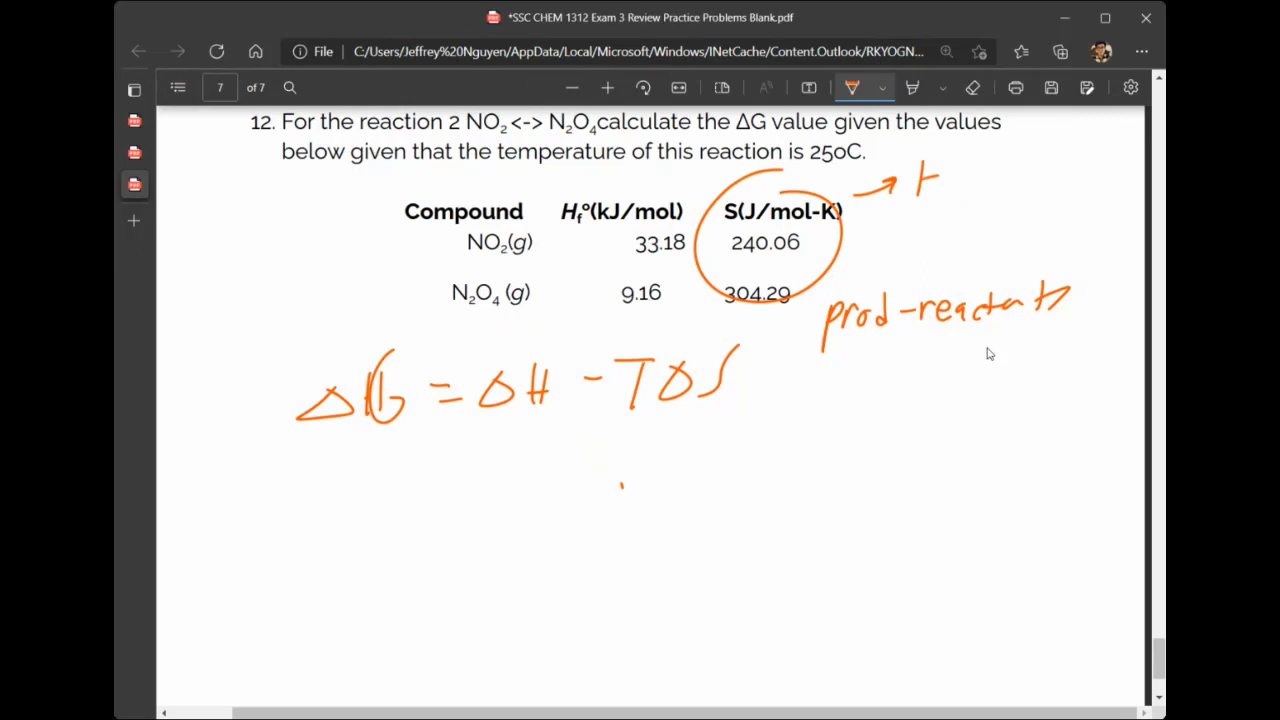 *SSC CHEM 1312 Exam 3 Review Practice Problems Blank.pdf
File C:/Users/Jeffrey%20Nguyen/AppData/Local/Microsoft/Windows/INetCache/Content.Outlook/RKYOGN...
7 of 7
12. For the reaction 2 NO₂<-> N₂O₄calculate the ΔG value given the values
below given that the temperature of this reaction is 25oC.
Compound Hf°(kJ/mol) S(J/mol-K)
NO₂(g) 33.18 240.06
N₂O₄ (g) 9.16 304.29
prod-reactants
ΔG = ΔH - TΔS